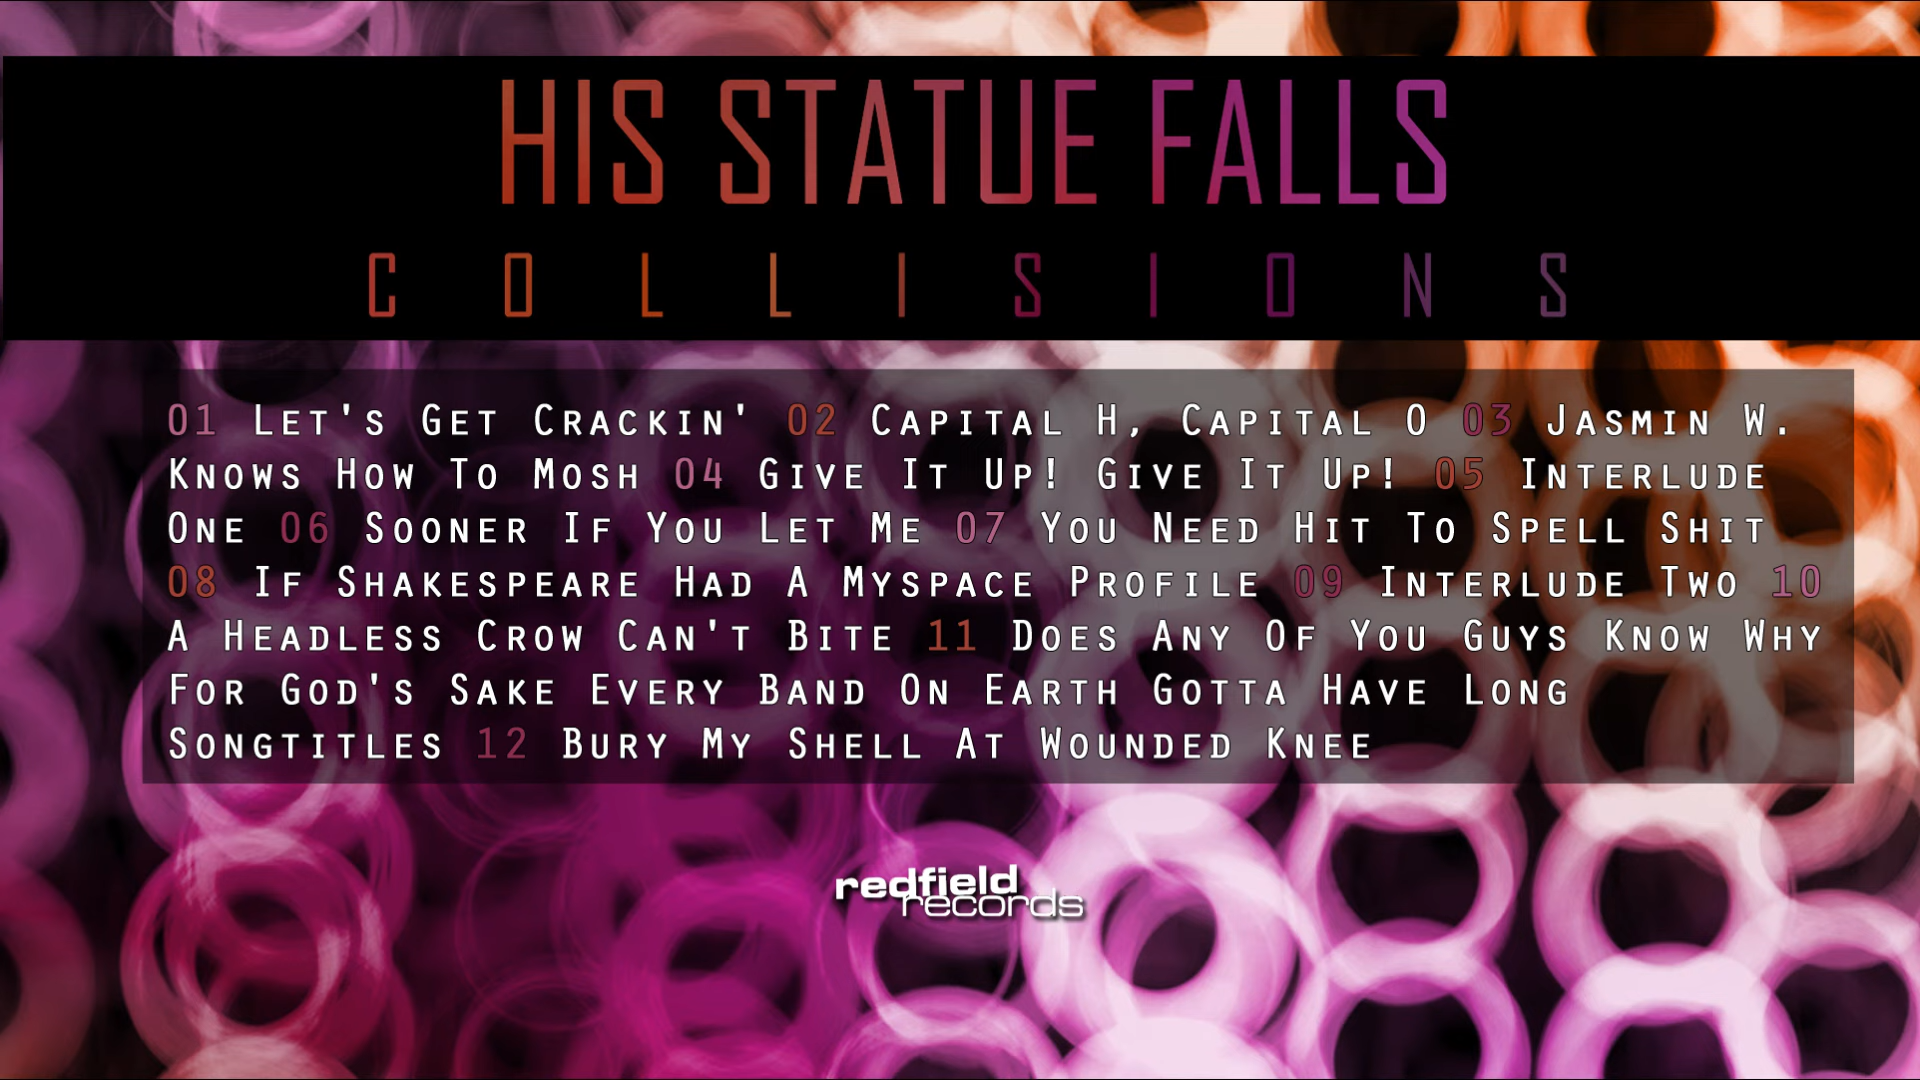 HIS STATUE FALLS
COLLISIONS
01 Let's Get Crackin' 02 Capital H, Capital O 03 Jasmin W.
Knows How To Mosh 04 Give It Up! Give It Up! 05 Interlude
One 06 Sooner If You Let Me 07 You Need Hit To Spell Shit
08 If Shakespeare Had A Myspace Profile 09 Interlude Two 10
A Headless Crow Can't Bite 11 Does Any Of You Guys Know Why
For God's Sake Every Band On Earth Gotta Have Long
Songtitles 12 Bury My Shell At Wounded Knee
redfield
records